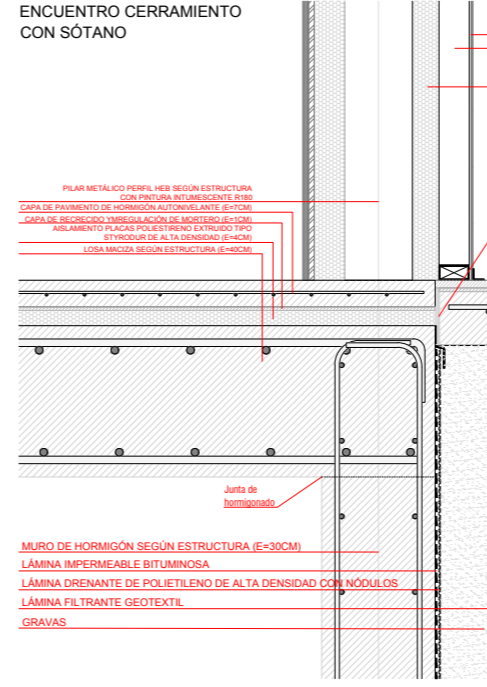 ENCUENTRO CERRAMIENTO
CON SÓTANO
PILAR METÁLICO PERFIL HEB SEGÚN ESTRUCTURA
CON PINTURA INTUMESCENTE R180
CAPA DE PAVIMENTO DE HORMIGÓN AUTONIVELANTE (E=7CM)
CAPA DE RECRECIDO YMREGULACIÓN DE MORTERO (E=1CM)
AISLAMIENTO PLACAS POLIESTIRENO EXTRUIDO TIPO
STYRODUR DE ALTA DENSIDAD (E=4CM)
LOSA MACIZA SEGÚN ESTRUCTURA (E=40CM)
Junta de
hormigonado
MURO DE HORMIGÓN SEGÚN ESTRUCTURA (E=30CM)
LÁMINA IMPERMEABLE BITUMINOSA
LÁMINA DRENANTE DE POLIETILENO DE ALTA DENSIDAD CON NÓDULOS
LÁMINA FILTRANTE GEOTEXTIL
GRAVAS